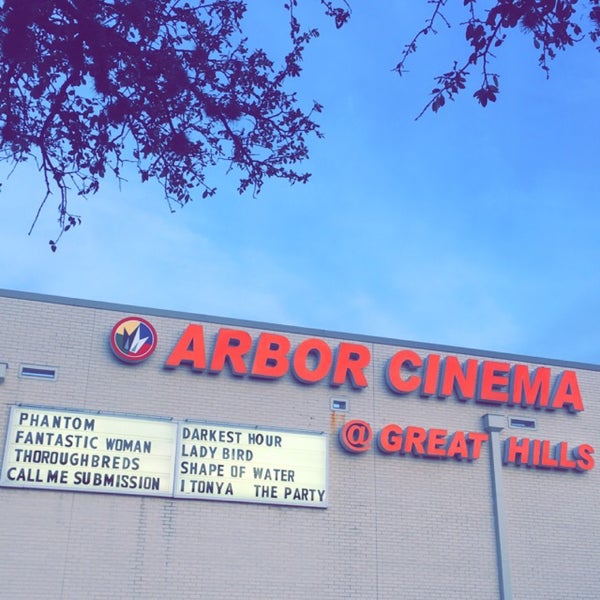 ARBOR CINEMA
@ GREAT HILLS
PHANTOM
FANTASTIC WOMAN
THOROUGHBREDS
CALL ME SUBMISSION
DARKEST HOUR
LADY BIRD
SHAPE OF WATER
I TONYA THE PARTY